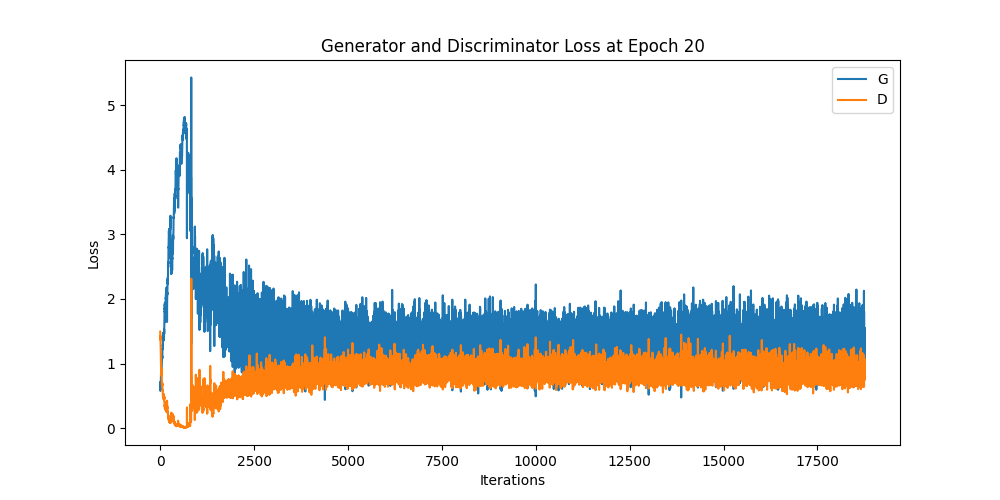 Generator and Discriminator Loss at Epoch 20
G
D
5
4
3
2
1
0
Loss
0 2500 5000 7500 10000 12500 15000 17500
Iterations